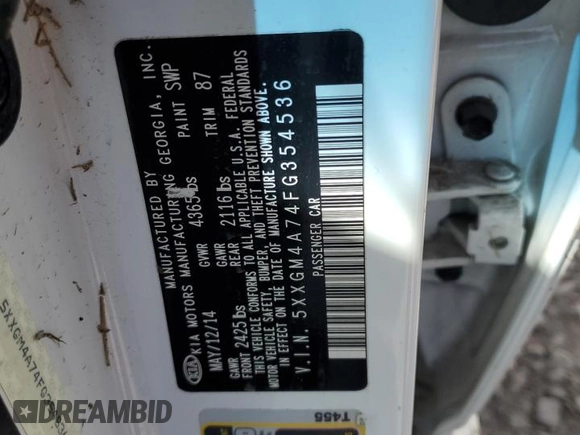 KIA
MANUFACTURED BY
KIA MOTORS MANUFACTURING GEORGIA, INC.
MAY/12/14 GVWR 4365lbs PAINT SWP
GAWR FRONT 2425lbs GAWR REAR 2116lbs TRIM 87
THIS VEHICLE CONFORMS TO ALL APPLICABLE U.S.A. FEDERAL
MOTOR VEHICLE SAFETY, BUMPER, AND THEFT PREVENTION STANDARDS
IN EFFECT ON THE DATE OF MANUFACTURE SHOWN ABOVE.
V.I.N. 5XXGM4A74FG354536
PASSENGER CAR
T455
DREAMBID